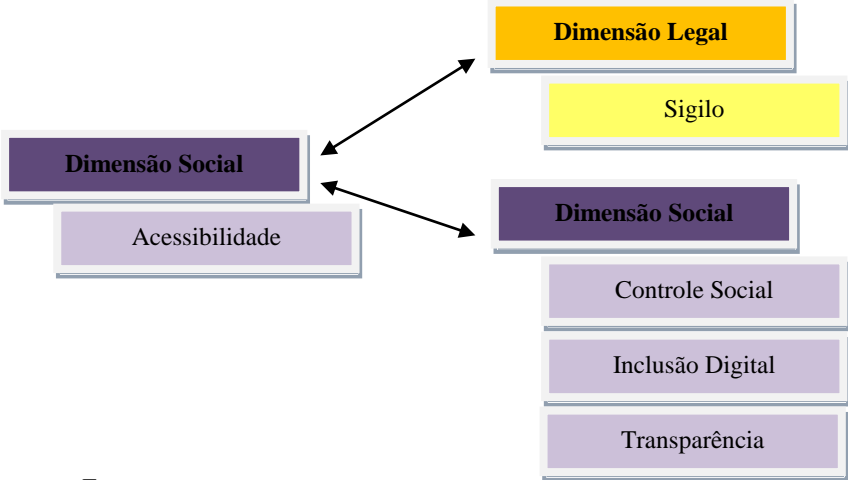 Dimensão Legal
Sigilo
Dimensão Social
Acessibilidade
Dimensão Social
Controle Social
Inclusão Digital
Transparência